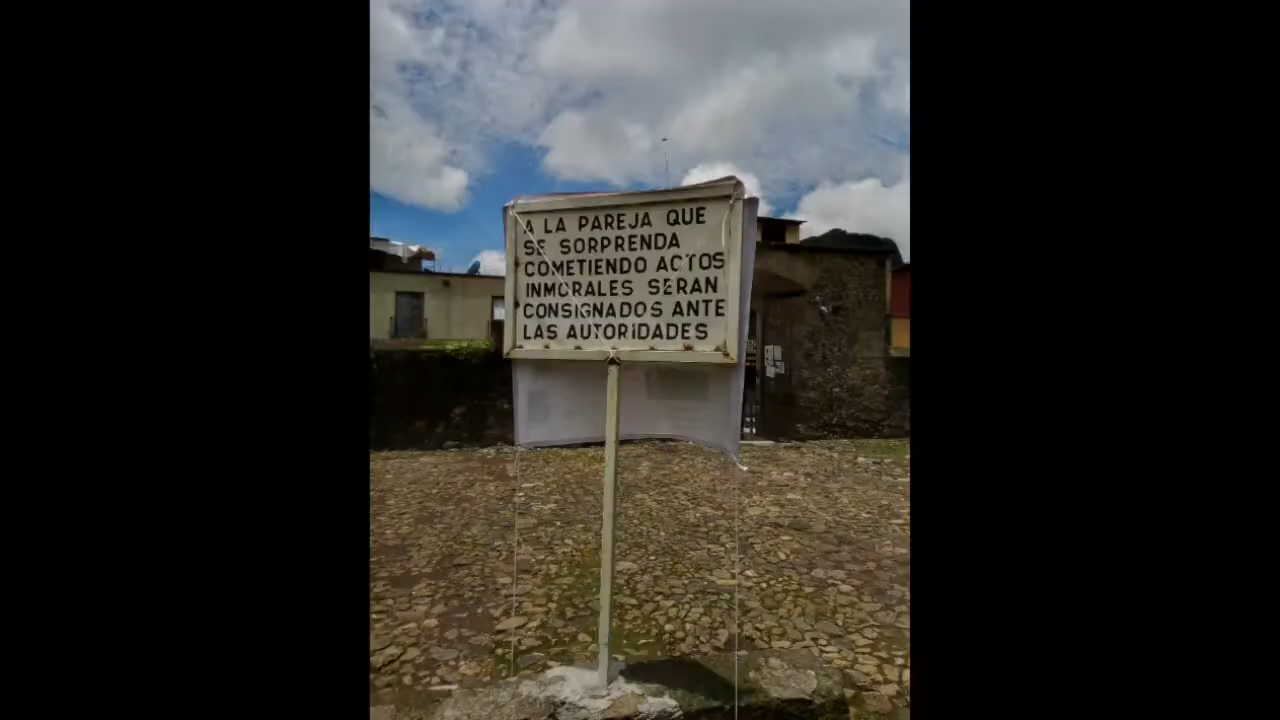 A LA PAREJA QUE
SE SORPRENDA
COMETIENDO ACTOS
INMORALES SERAN
CONSIGNADOS ANTE
LAS AUTORIDADES